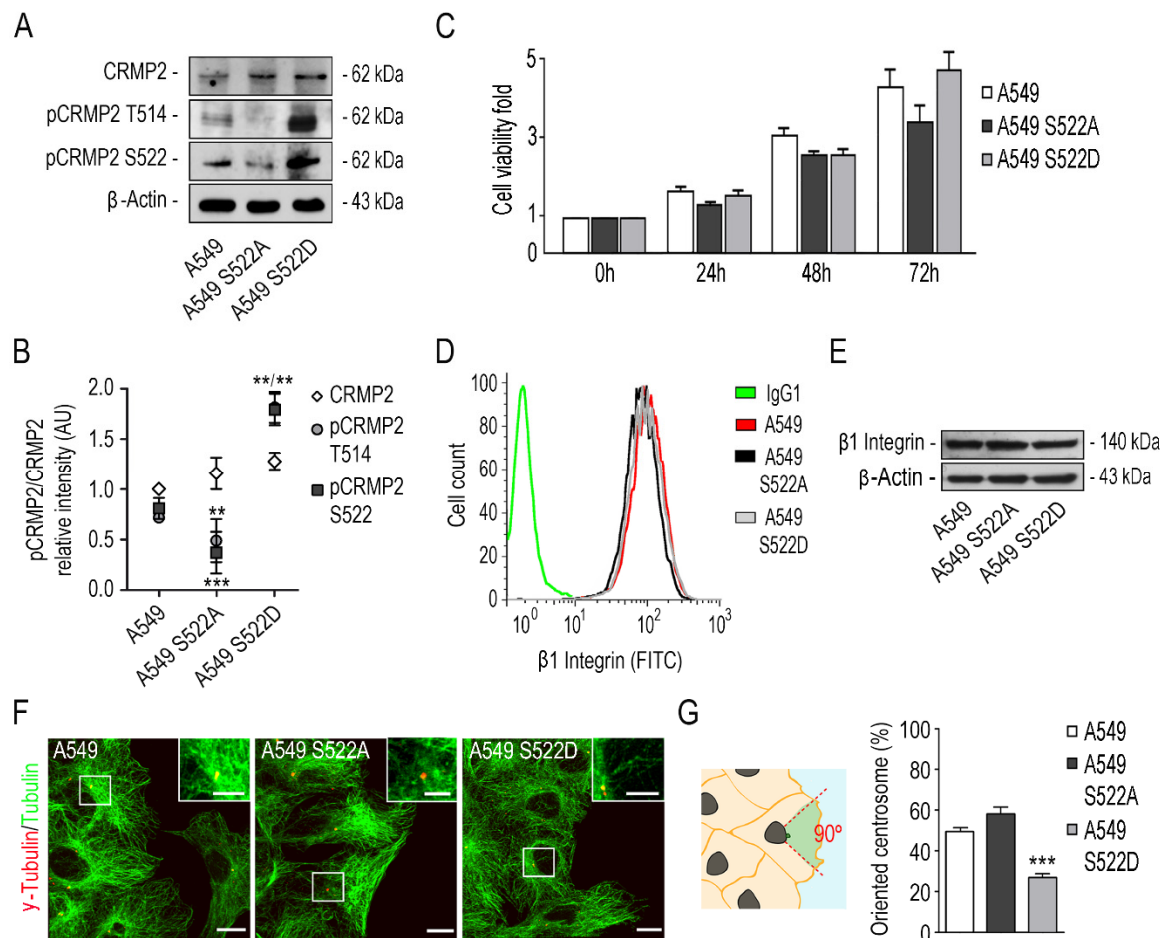 A
CRMP2 -
- 62 kDa
pCRMP2 T514
- 62 kDa
pCRMP2 S522
- 62 kDa
β-Actin -
- 43 kDa
A549
A549 S522A
A549 S522D
B
pCRMP2/CRMP2
relative intensity (AU)
2.0
1.5
1.0
0.5
0.0
**/**
**
***
A549
A549 S522A
A549 S522D
CRMP2
pCRMP2
T514
pCRMP2
S522
C
Cell viability fold
5
3
1
0
0h
24h
48h
72h
A549
A549 S522A
A549 S522D
D
Cell count
100
80
60
40
20
0
10⁰
10¹
10²
10³
β1 Integrin (FITC)
IgG1
A549
A549
S522A
A549
S522D
E
β1 Integrin -
- 140 kDa
β-Actin -
- 43 kDa
A549
A549 S522A
A549 S522D
F
y-Tubulin/Tubulin
A549
A549 S522A
A549 S522D
G
90º
Oriented centrosome (%)
100
80
60
40
20
0
***
A549
A549
S522A
A549
S522D